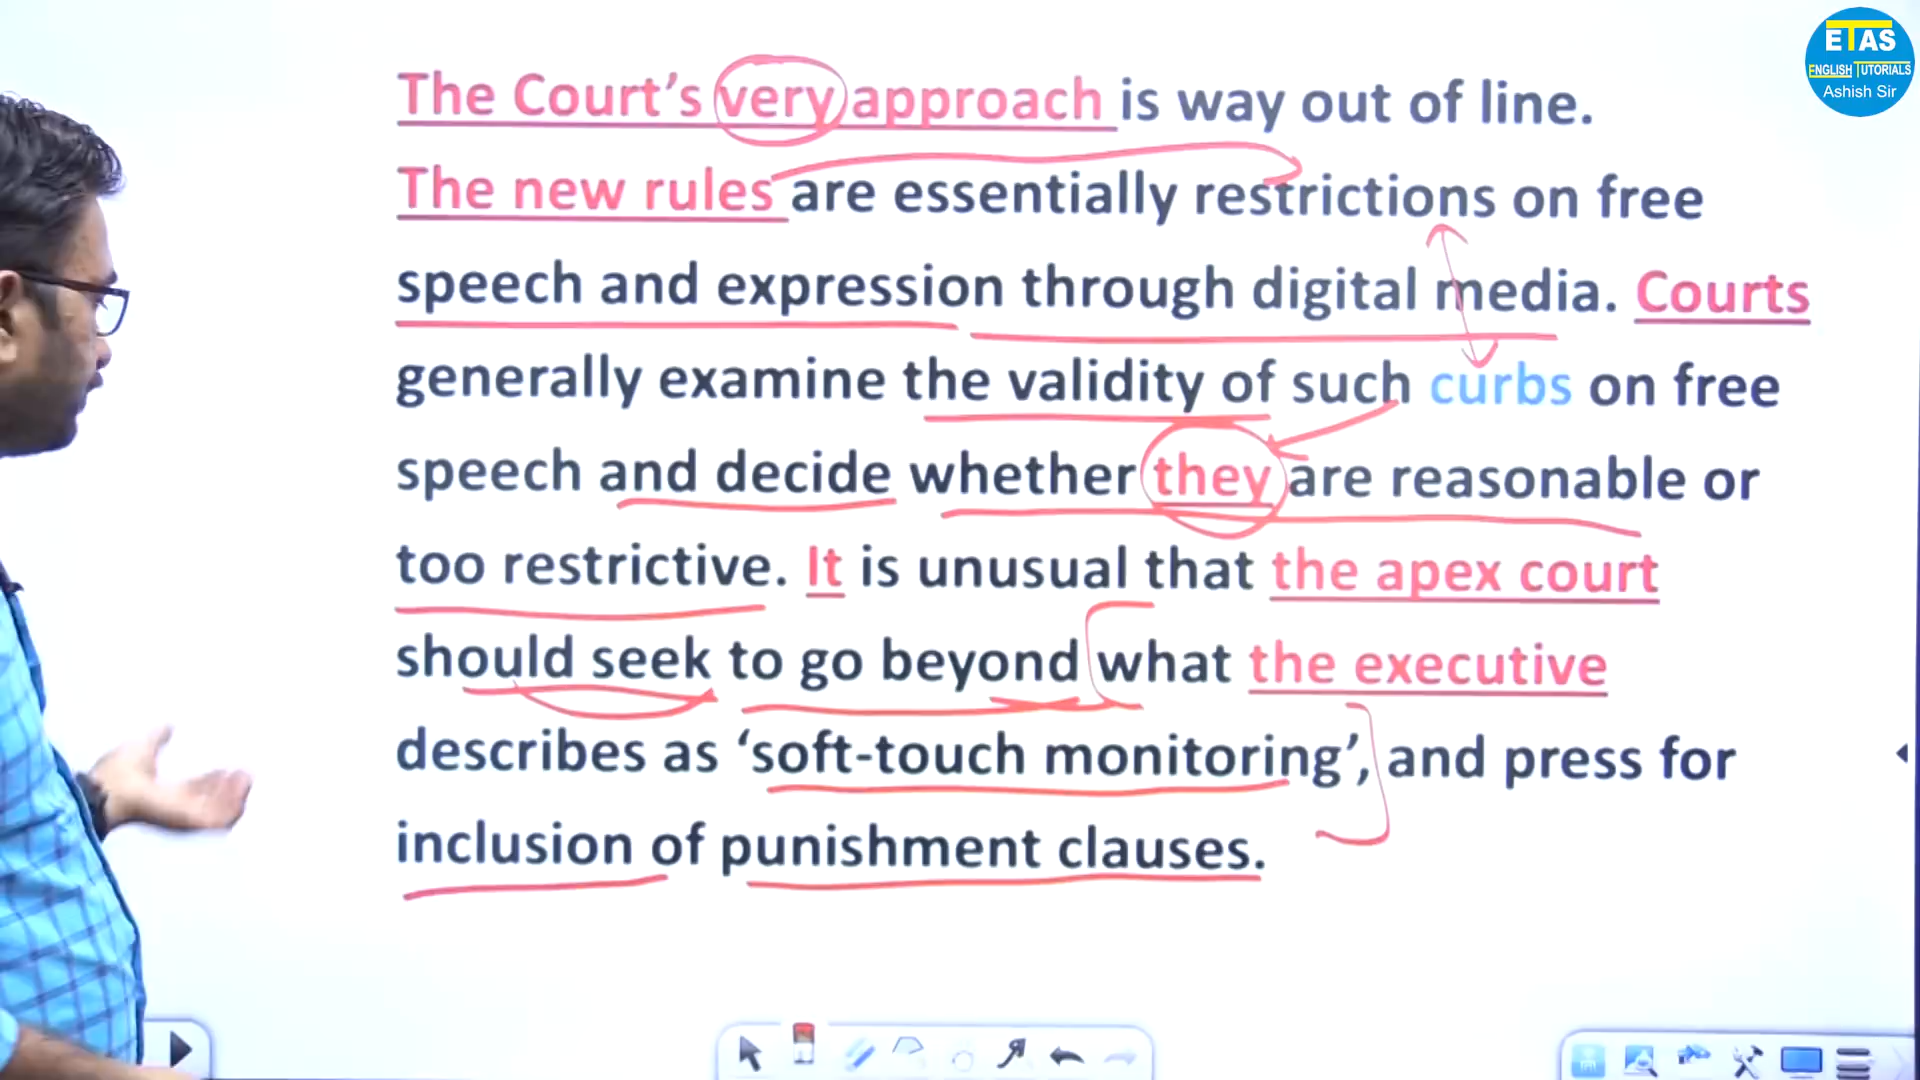 ETAS
ENGLISH TUTORIALS
Ashish Sir
The Court's very approach is way out of line.
The new rules are essentially restrictions on free
speech and expression through digital media. Courts
generally examine the validity of such curbs on free
speech and decide whether they are reasonable or
too restrictive. It is unusual that the apex court
should seek to go beyond what the executive
describes as ‘soft-touch monitoring’, and press for
inclusion of punishment clauses.